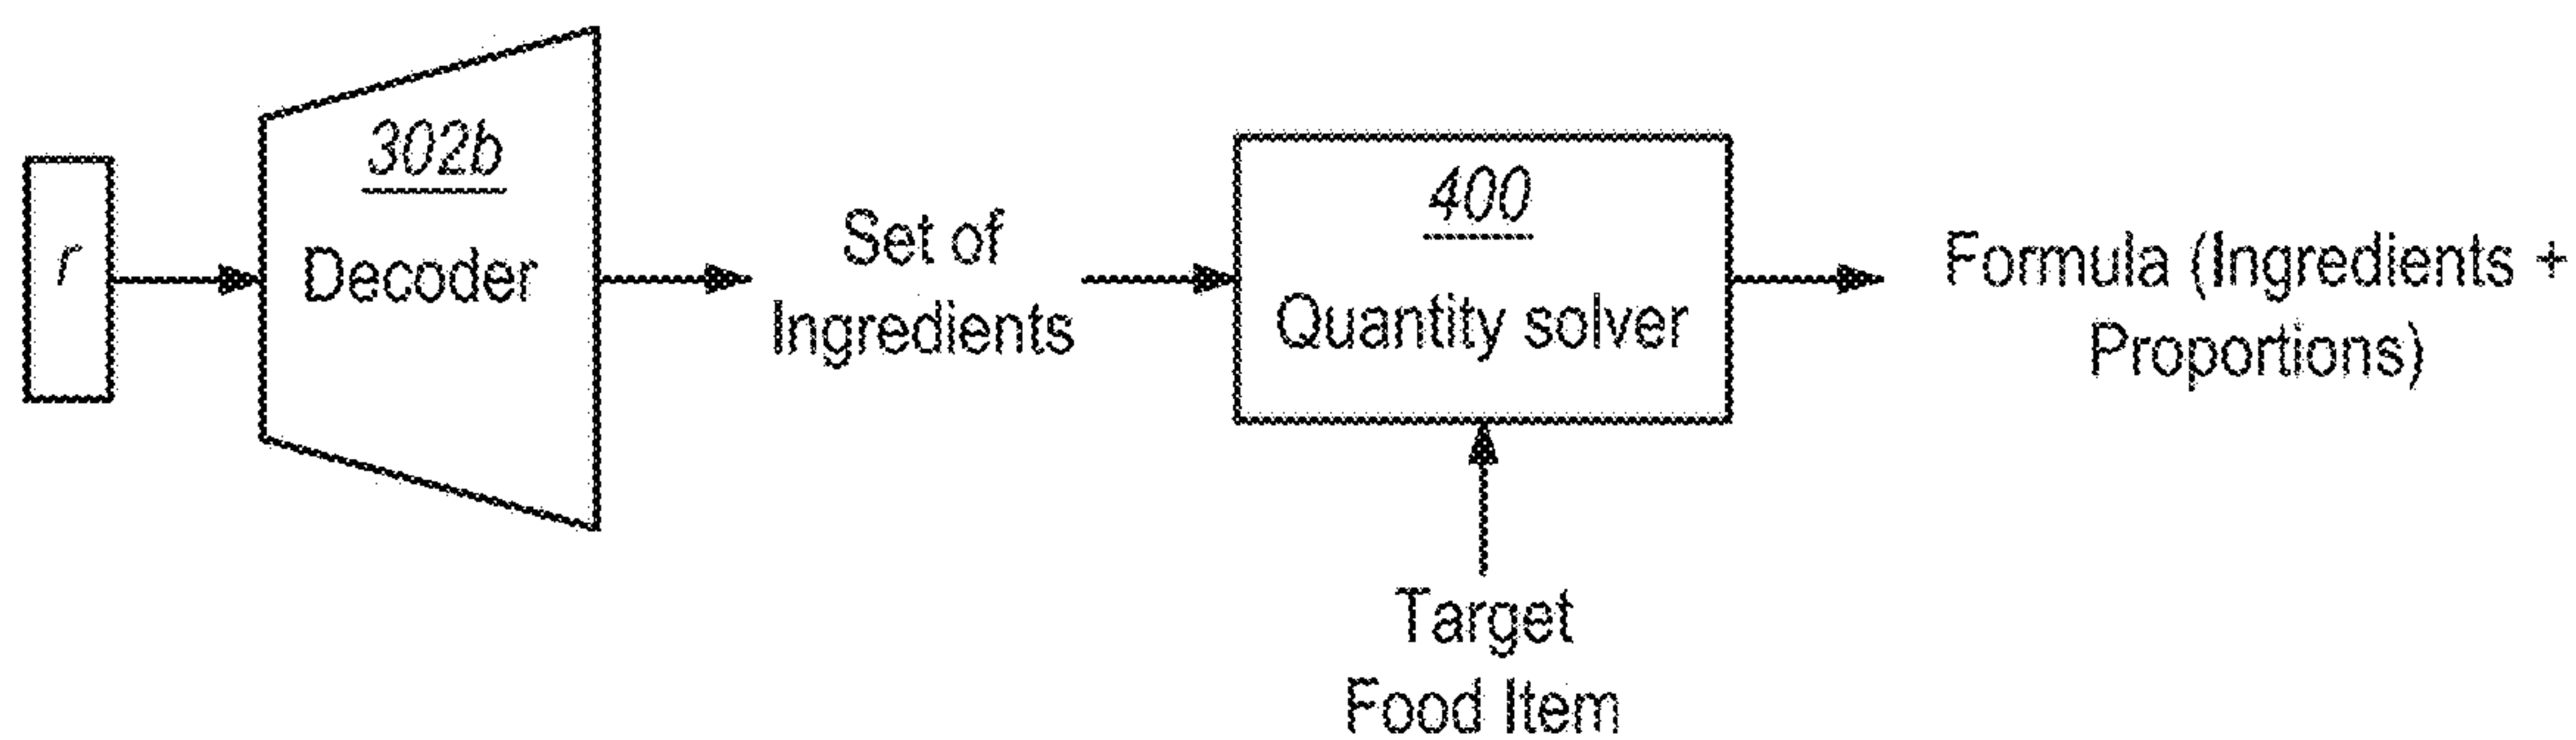 r
302b
Decoder
Set of
Ingredients
400
Quantity solver
Formula (Ingredients +
Proportions)
Target
Food Item